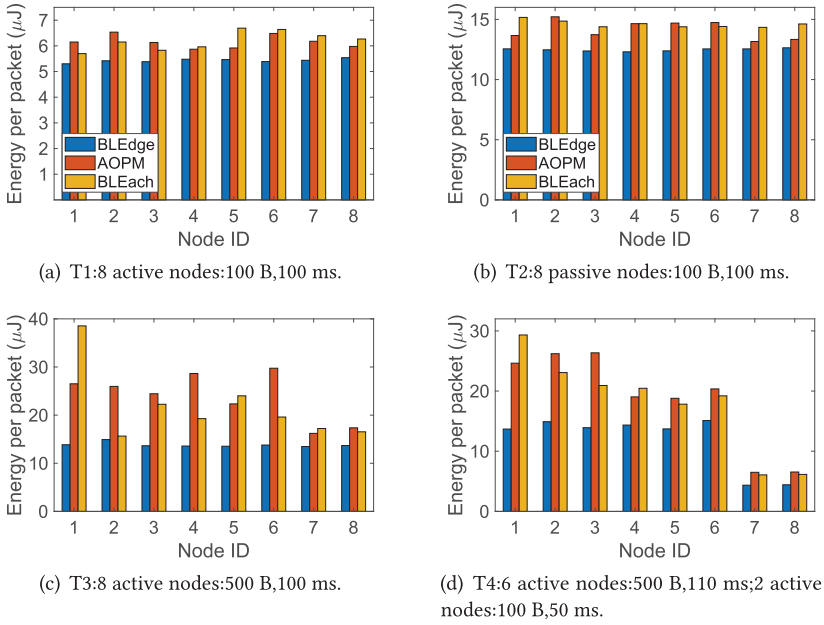 Energy per packet (μJ)
7
6
5
4
3
2
1
BLEdge
AOPM
BLEach
1 2 3 4 5 6 7 8
Node ID
(a) T1:8 active nodes:100 B,100 ms.
Energy per packet (μJ)
15
10
5
0
BLEdge
AOPM
BLEach
1 2 3 4 5 6 7 8
Node ID
(b) T2:8 passive nodes:100 B,100 ms.
Energy per packet (μJ)
40
30
20
10
0
1 2 3 4 5 6 7 8
Node ID
(c) T3:8 active nodes:500 B,100 ms.
Energy per packet (μJ)
30
20
10
0
1 2 3 4 5 6 7 8
Node ID
(d) T4:6 active nodes:500 B,110 ms;2 active
nodes:100 B,50 ms.